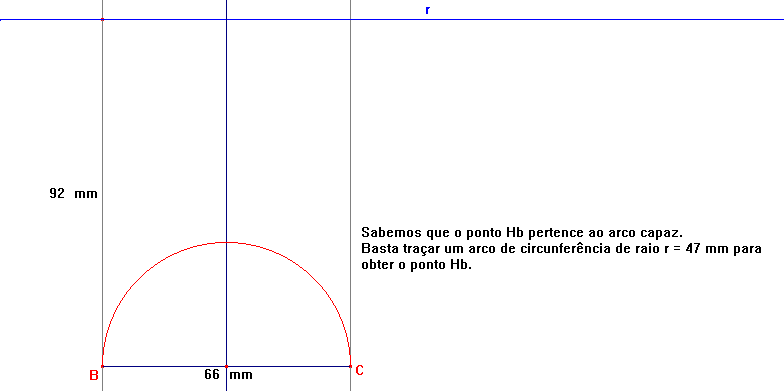 r
92 mm
Sabemos que o ponto Hb pertence ao arco capaz.
Basta traçar um arco de circunferência de raio r = 47 mm para
obter o ponto Hb.
B
66 mm
C